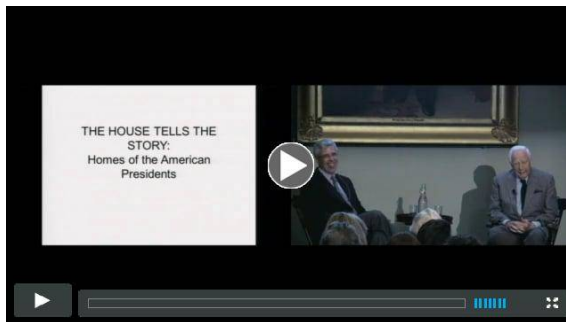 THE HOUSE TELLS THE
STORY:
Homes of the American
Presidents